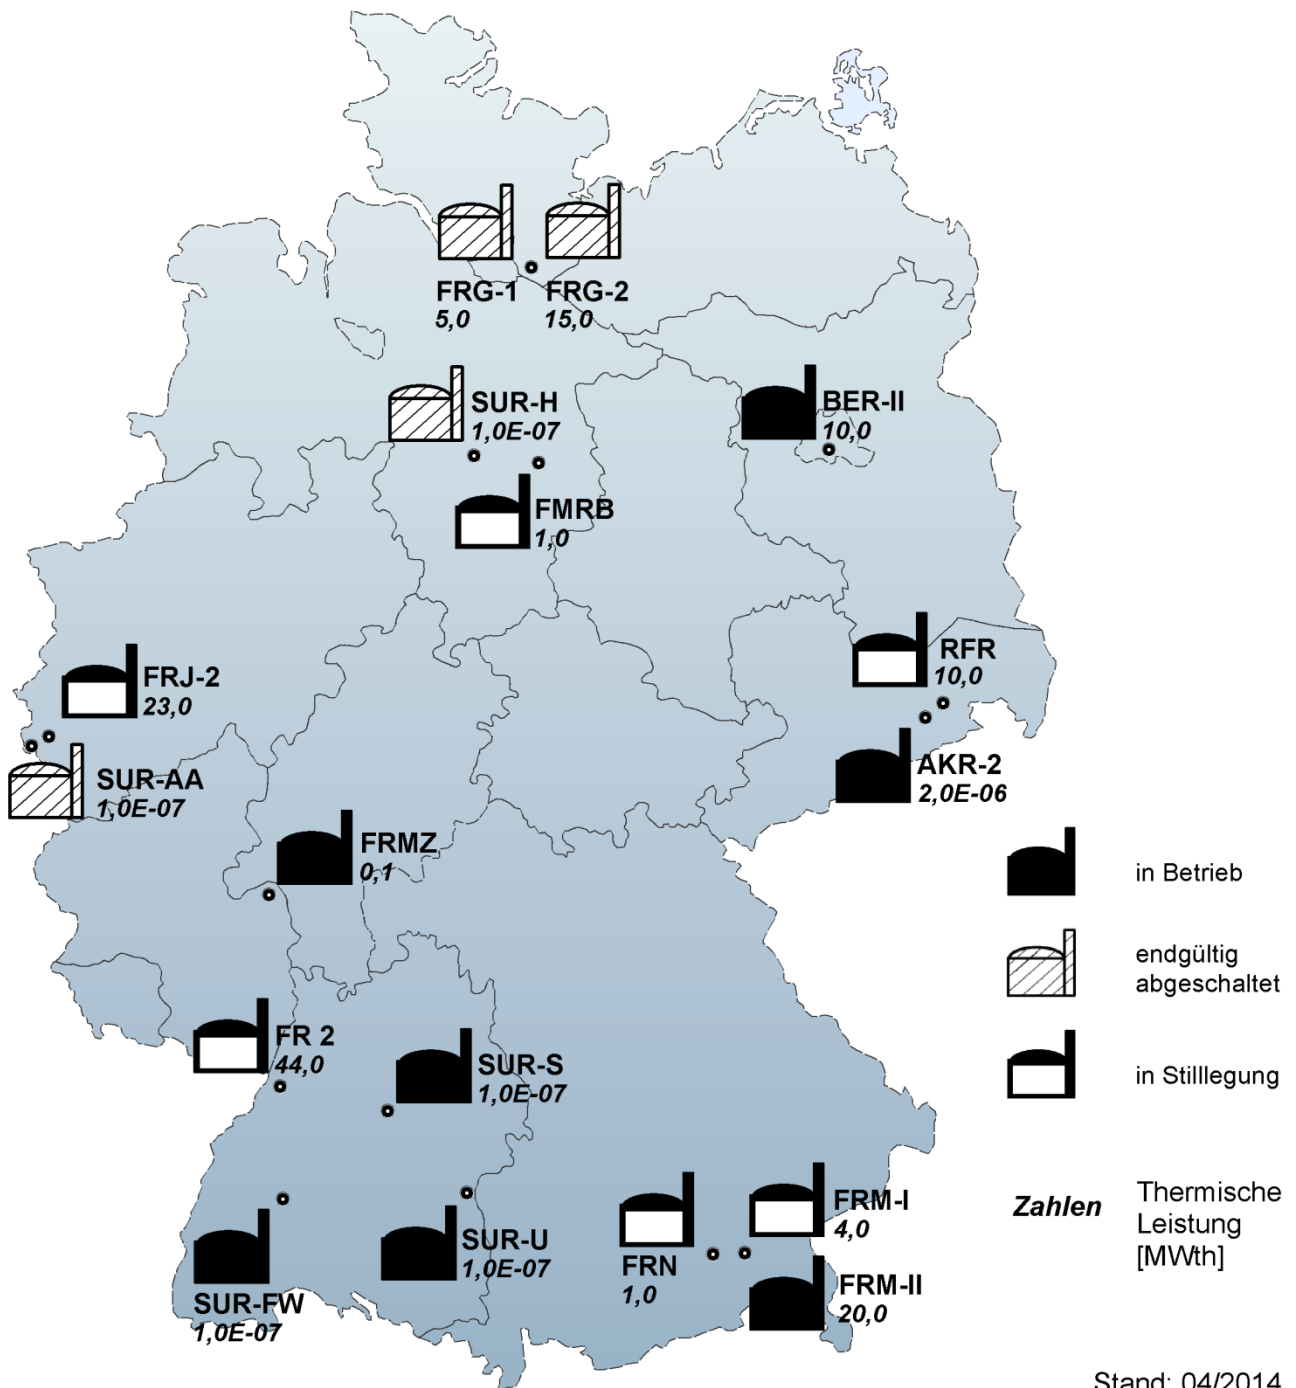 FRG-1
5,0
FRG-2
15,0
SUR-H
1,0E-07
BER-II
10,0
FMRB
1,0
FRJ-2
23,0
RFR
10,0
SUR-AA
1,0E-07
AKR-2
2,0E-06
FRMZ
0,1
in Betrieb
endgültig
abgeschaltet
FR 2
44,0
SUR-S
1,0E-07
in Stilllegung
FRM-I
4,0
Zahlen
Thermische
Leistung
[MWth]
SUR-U
1,0E-07
FRN
1,0
FRM-II
20,0
SUR-FW
1,0E-07
Stand: 04/2014